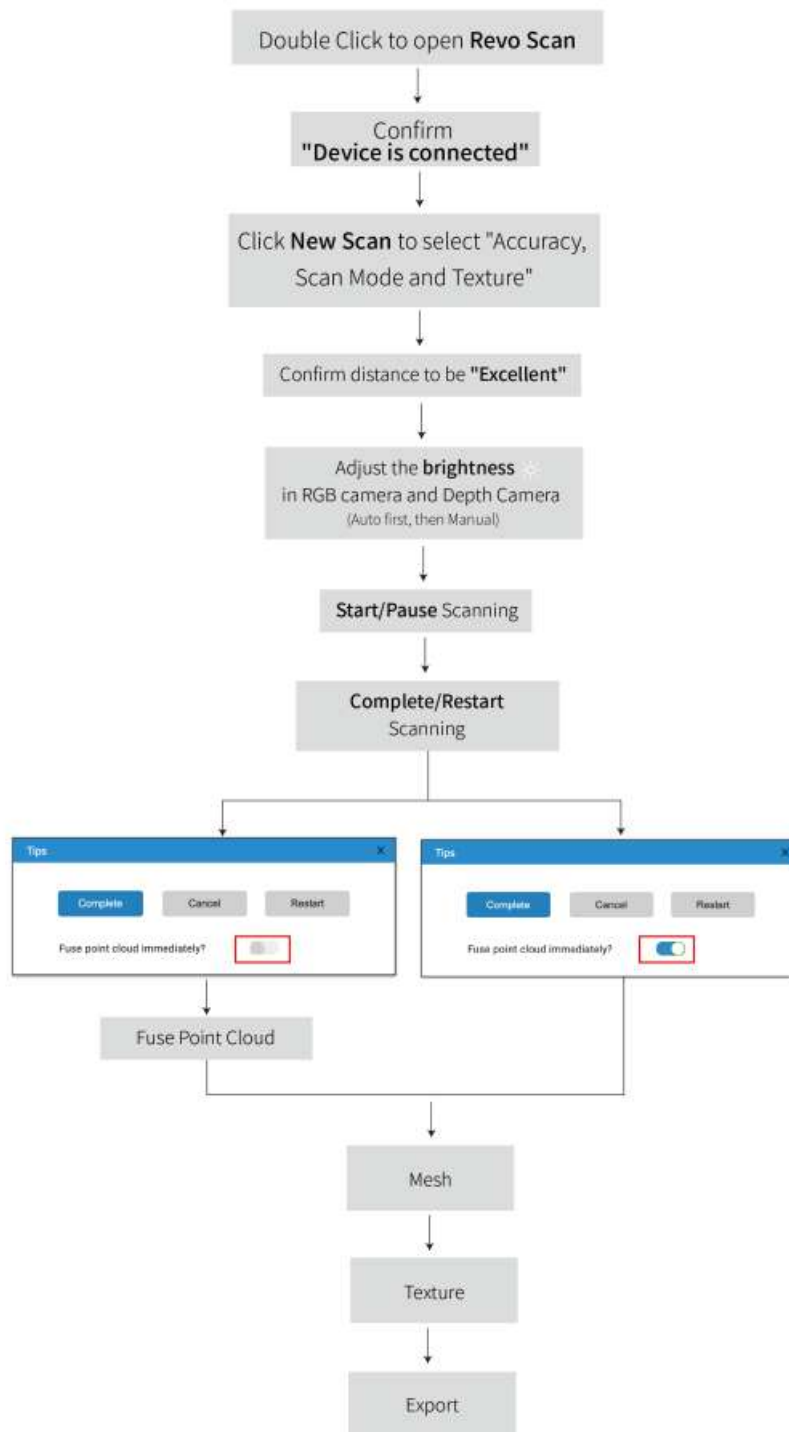 Double Click to open Revo Scan
Confirm
"Device is connected"
Click New Scan to select "Accuracy,
Scan Mode and Texture"
Confirm distance to be "Excellent"
Adjust the brightness
in RGB camera and Depth Camera
(Auto first, then Manual)
Start/Pause Scanning
Complete/Restart
Scanning
Tips X
Complete Cancel Restart
Fuse point cloud immediately?
Tips X
Complete Cancel Restart
Fuse point cloud immediately?
Fuse Point Cloud
Mesh
Texture
Export